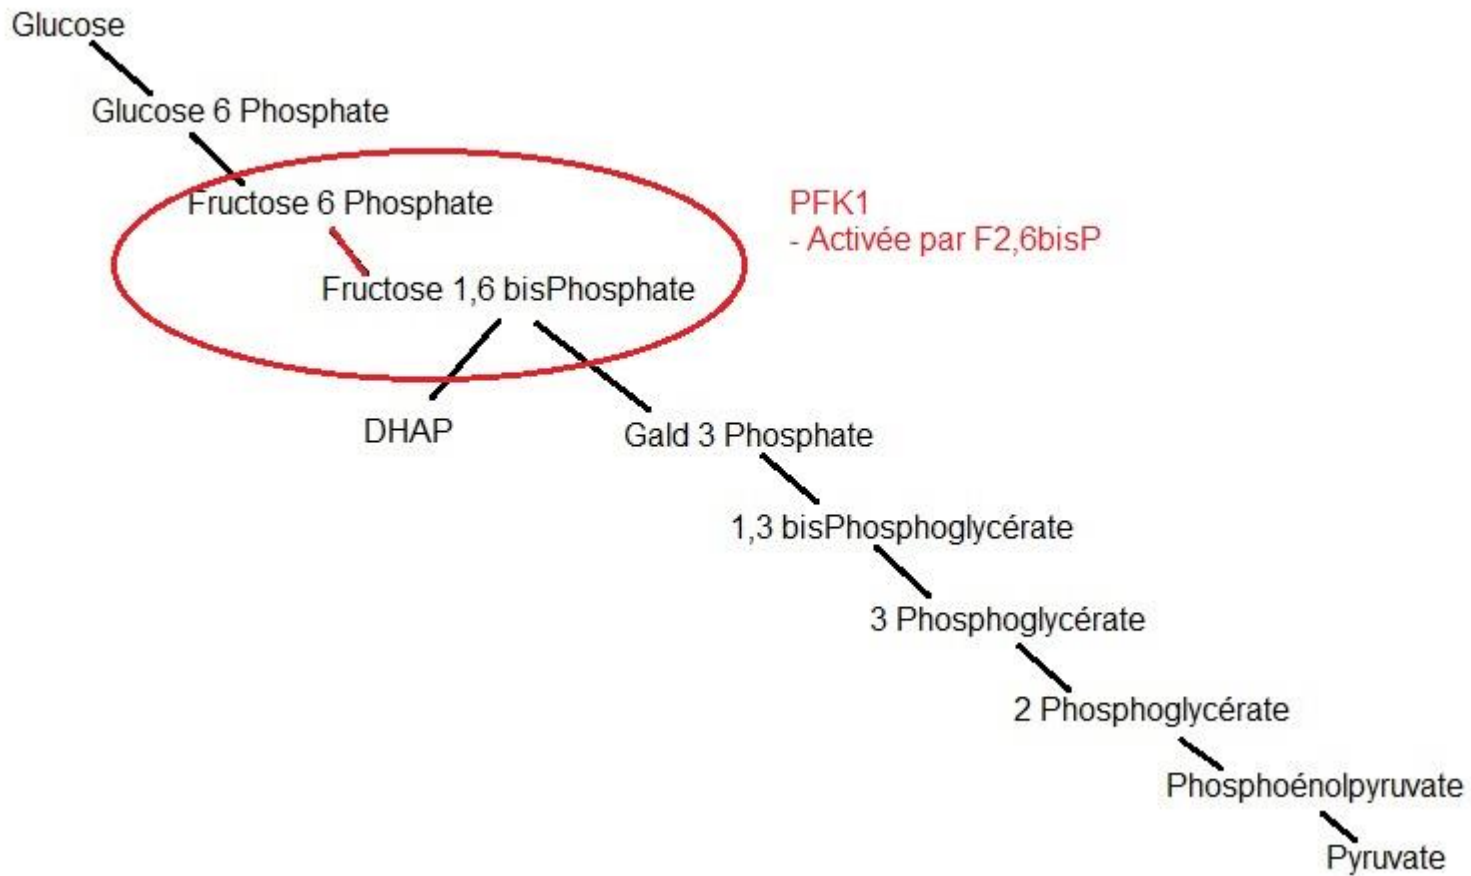 Glucose
Glucose 6 Phosphate
Fructose 6 Phosphate
PFK1
- Activée par F2,6bisP
Fructose 1,6 bisPhosphate
DHAP
Gald 3 Phosphate
1,3 bisPhosphoglycérate
3 Phosphoglycérate
2 Phosphoglycérate
Phosphoénolpyruvate
Pyruvate